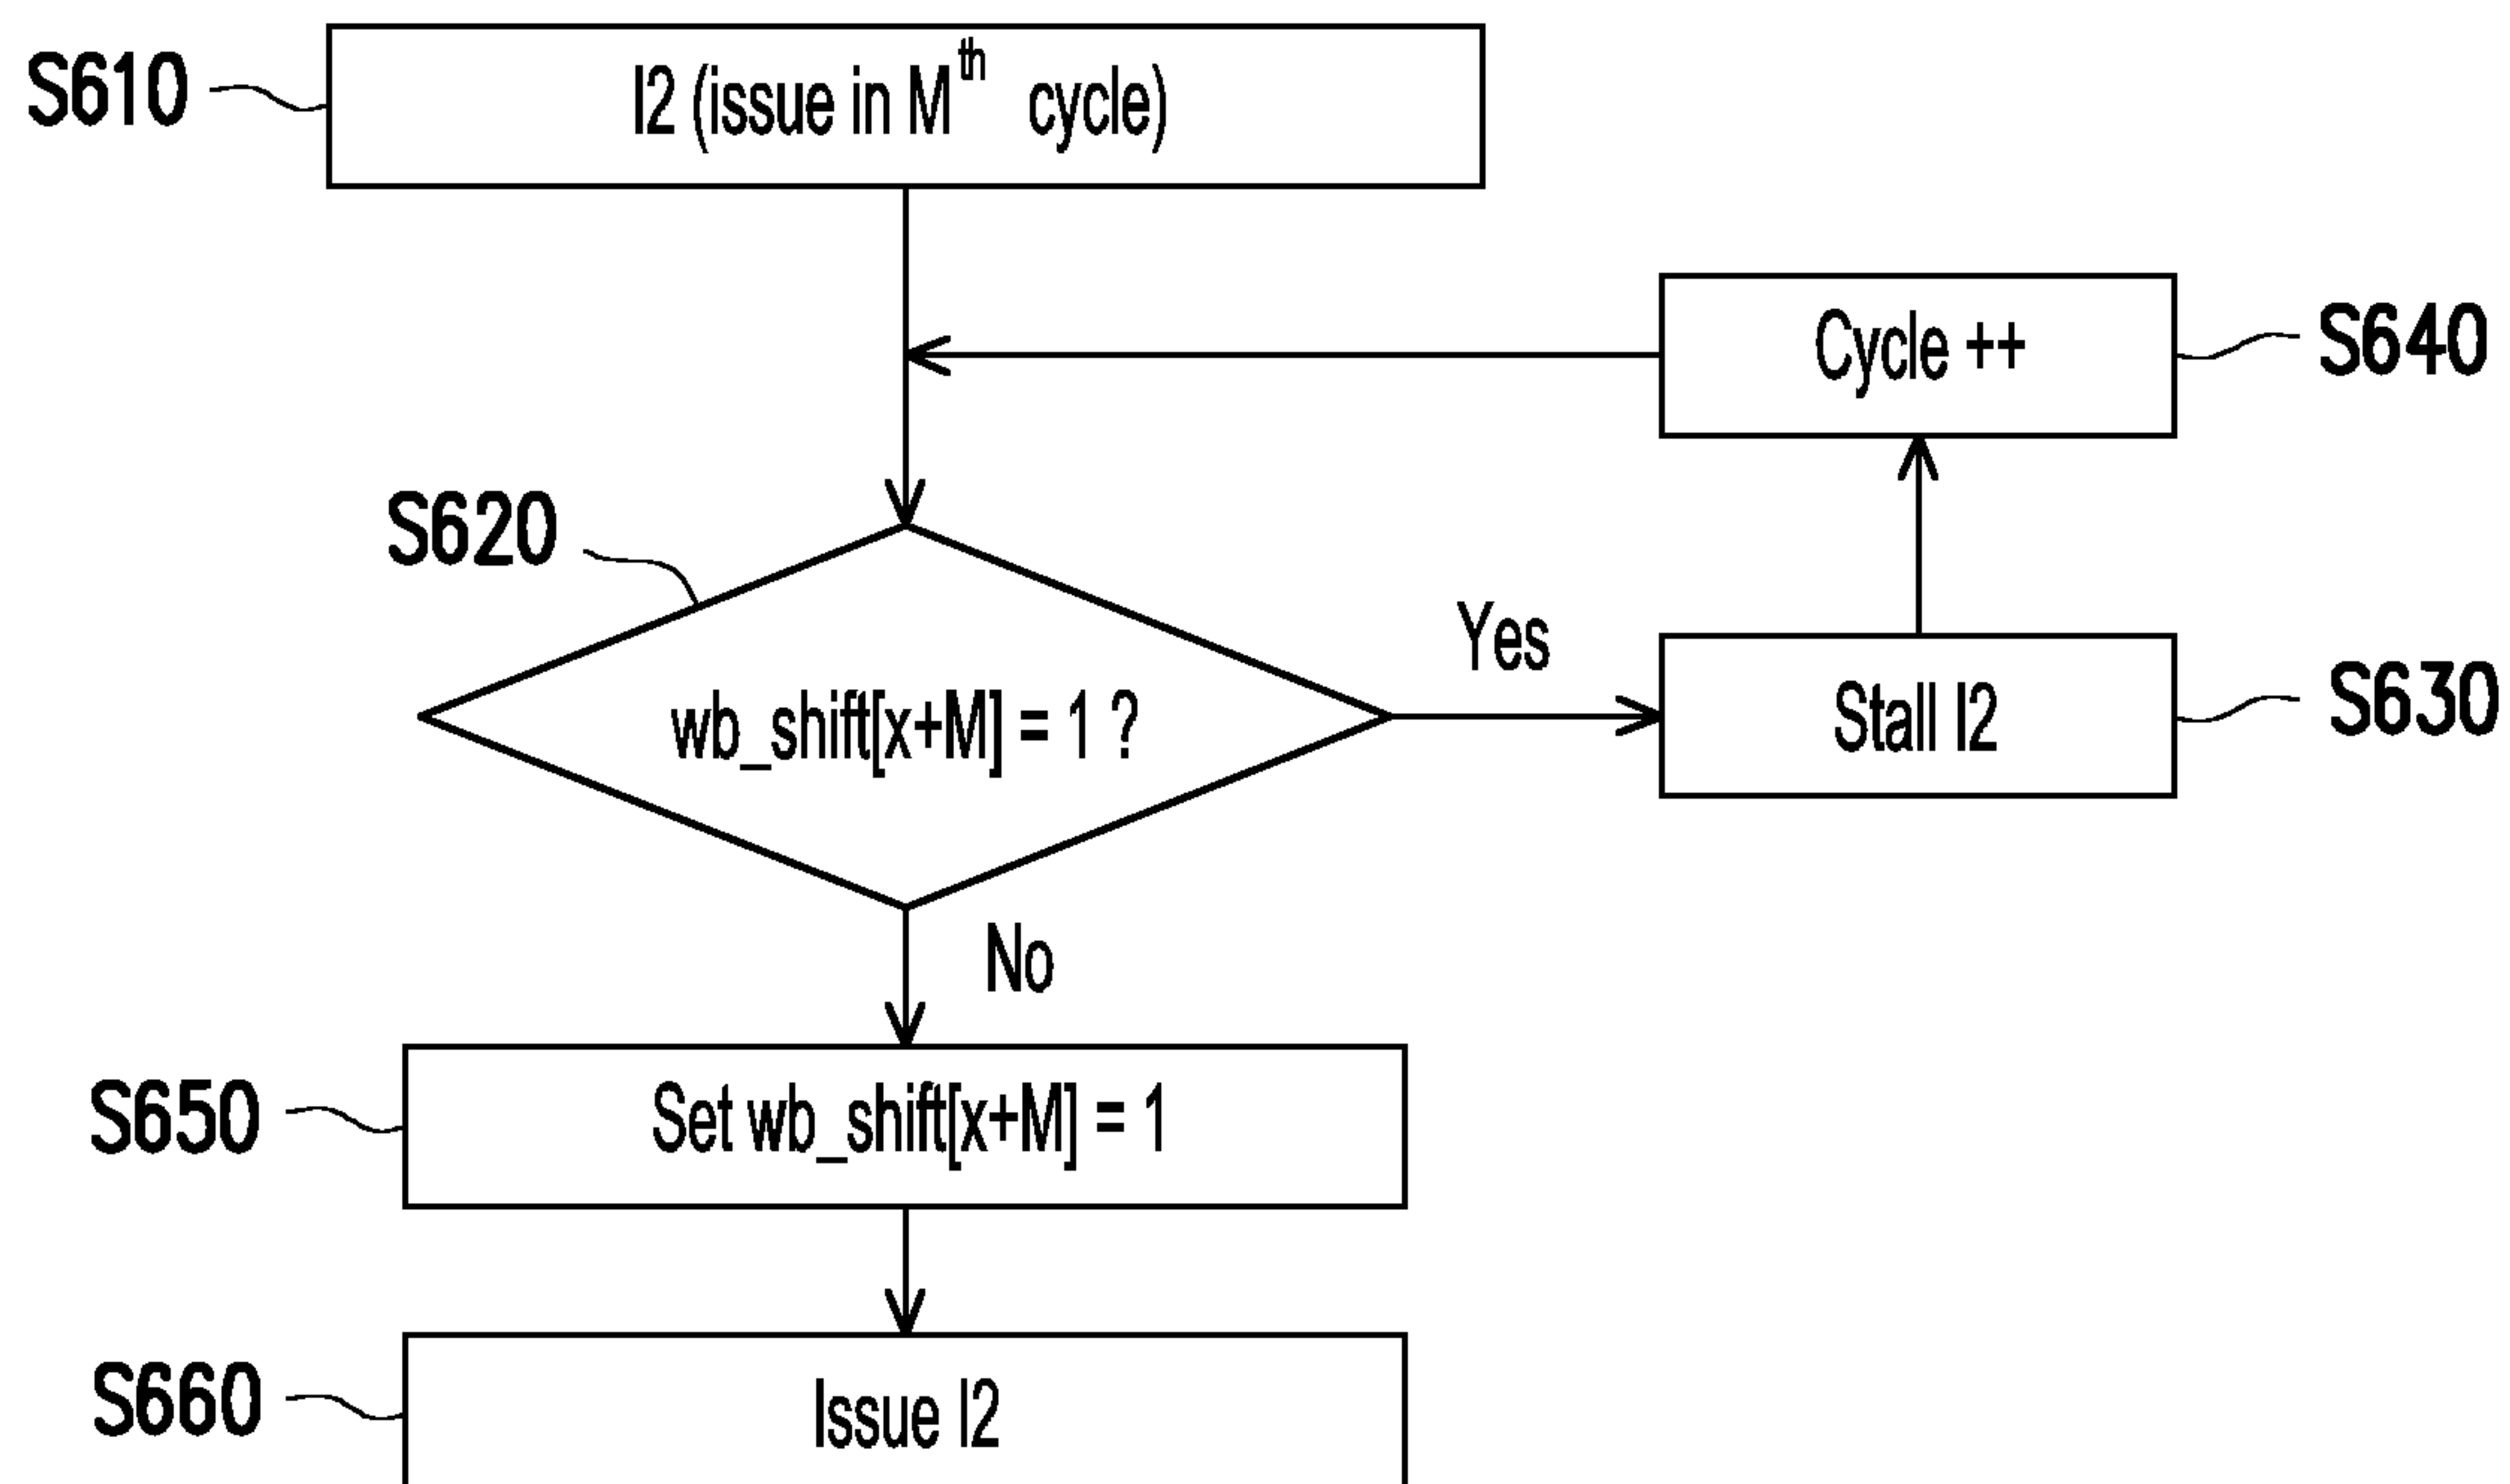 S610
I2 (issue in Mth cycle)
Cycle ++
S640
S620
Yes
wb_shift[x+M] = 1 ?
Stall I2
S630
No
S650
Set wb_shift[x+M] = 1
S660
Issue I2